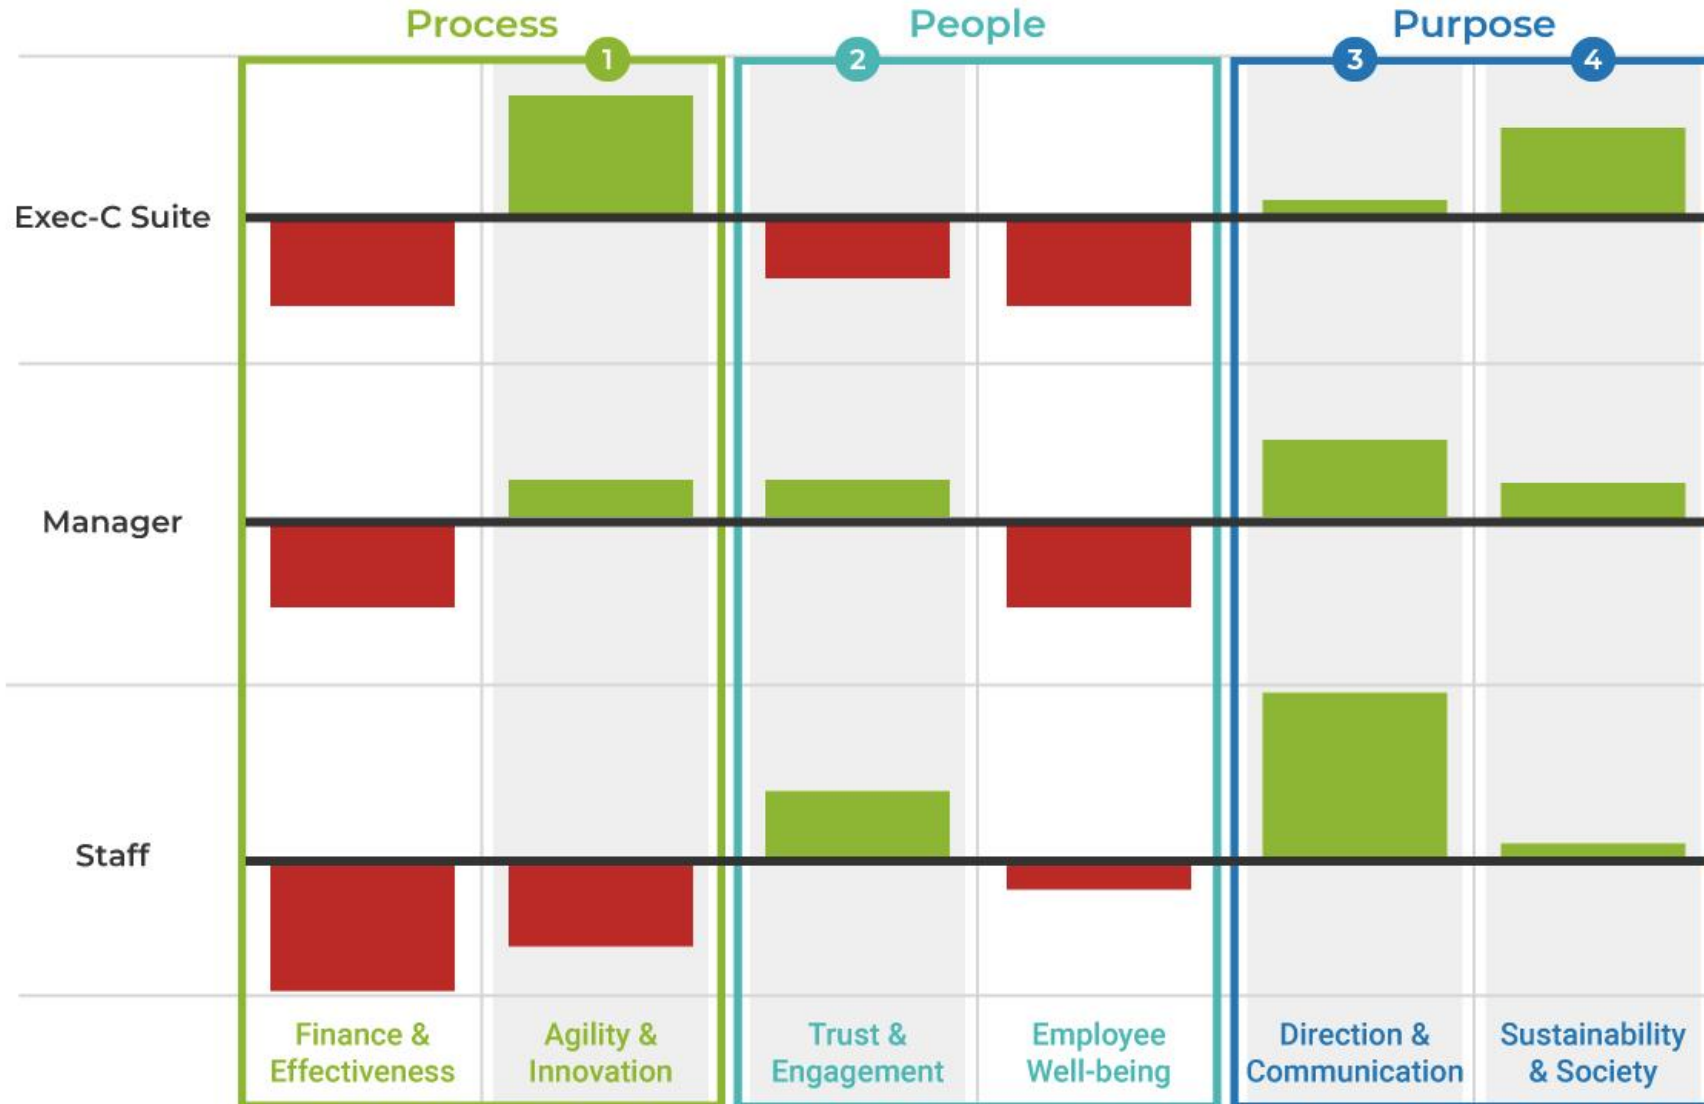 Process
People
Purpose
1
2
3
4
Exec-C Suite
Manager
Staff
Finance &
Effectiveness
Agility &
Innovation
Trust &
Engagement
Employee
Well-being
Direction &
Communication
Sustainability
& Society